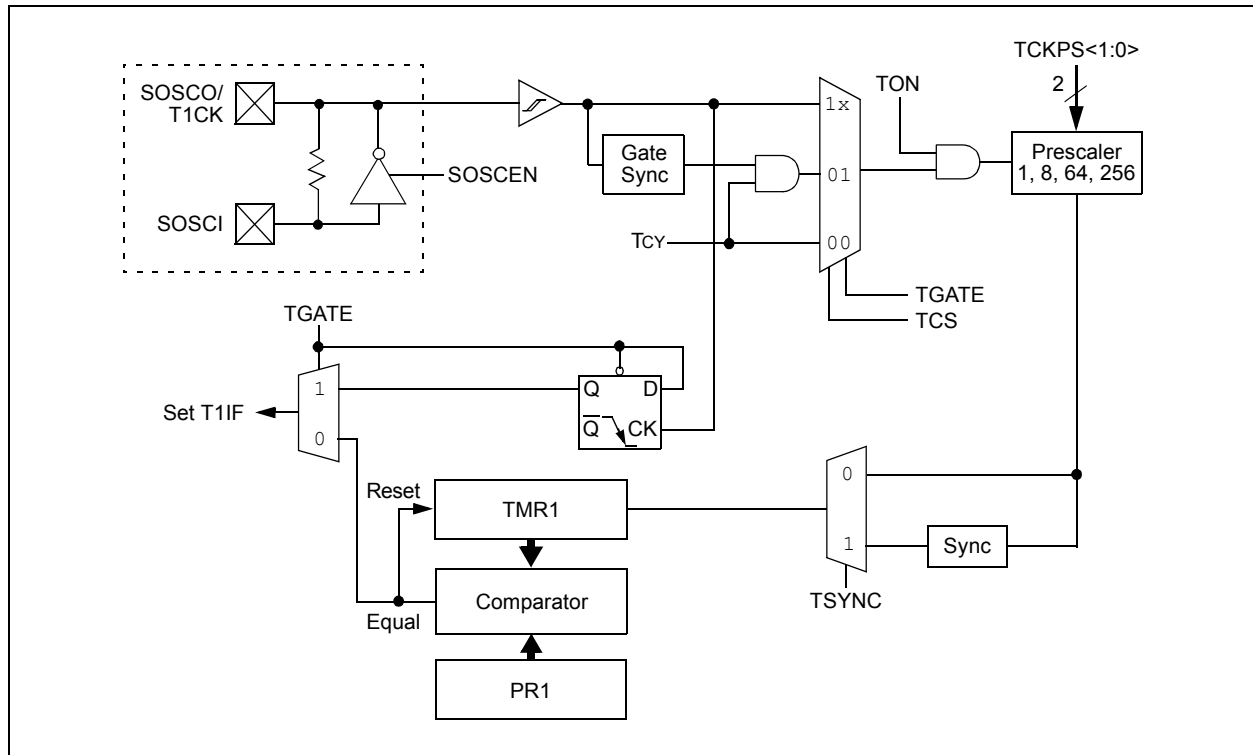 TCKPS<1:0>
2
TON
SOSCO/
T1CK
1x
Prescaler
1, 8, 64, 256
Gate
Sync
SOSCEN
01
SOSCI
TCY
00
TGATE
TCS
TGATE
1
Q
D
Set T1IF
Q
CK
0
0
Reset
TMR1
1
Sync
TSYNC
Comparator
Equal
PR1